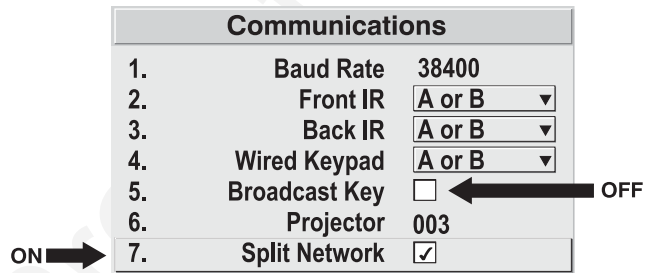 Communications
1. Baud Rate 38400
2. Front IR A or B
3. Back IR A or B
4. Wired Keypad A or B
5. Broadcast Key OFF
6. Projector 003
ON 7. Split Network